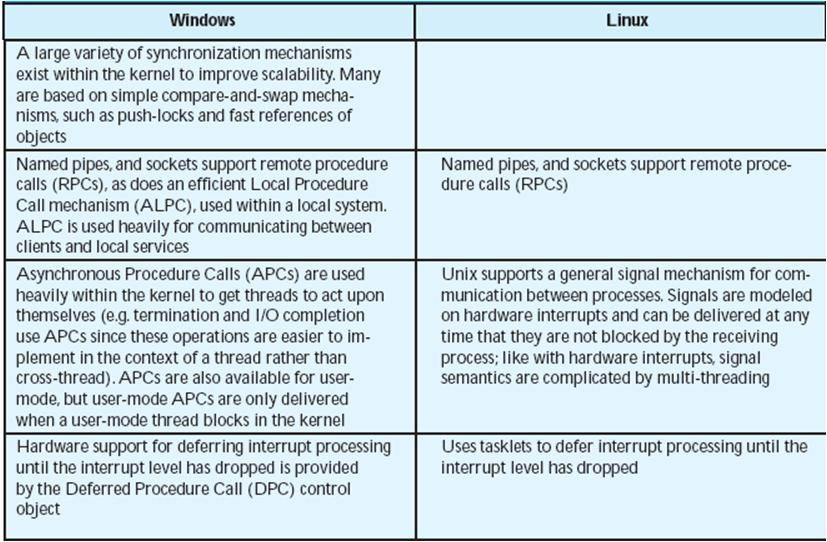 Windows
Linux
A large variety of synchronization mechanisms
exist within the kernel to improve scalability. Many
are based on simple compare-and-swap mecha-
nisms, such as push-locks and fast references of
objects
Named pipes, and sockets support remote procedure
calls (RPCs), as does an efficient Local Procedure
Call mechanism (ALPC), used within a local system.
ALPC is used heavily for communicating between
clients and local services
Named pipes, and sockets support remote proce-
dure calls (RPCs)
Asynchronous Procedure Calls (APCs) are used
heavily within the kernel to get threads to act upon
themselves (e.g. termination and I/O completion
use APCs since these operations are easier to im-
plement in the context of a thread rather than
cross-thread). APCs are also available for user-
mode, but user-mode APCs are only delivered
when a user-mode thread blocks in the kernel
Unix supports a general signal mechanism for com-
munication between processes. Signals are modeled
on hardware interrupts and can be delivered at any
time that they are not blocked by the receiving
process; like with hardware interrupts, signal
semantics are complicated by multi-threading
Hardware support for deferring interrupt processing
until the interrupt level has dropped is provided
by the Deferred Procedure Call (DPC) control
object
Uses tasklets to defer interrupt processing until the
interrupt level has dropped